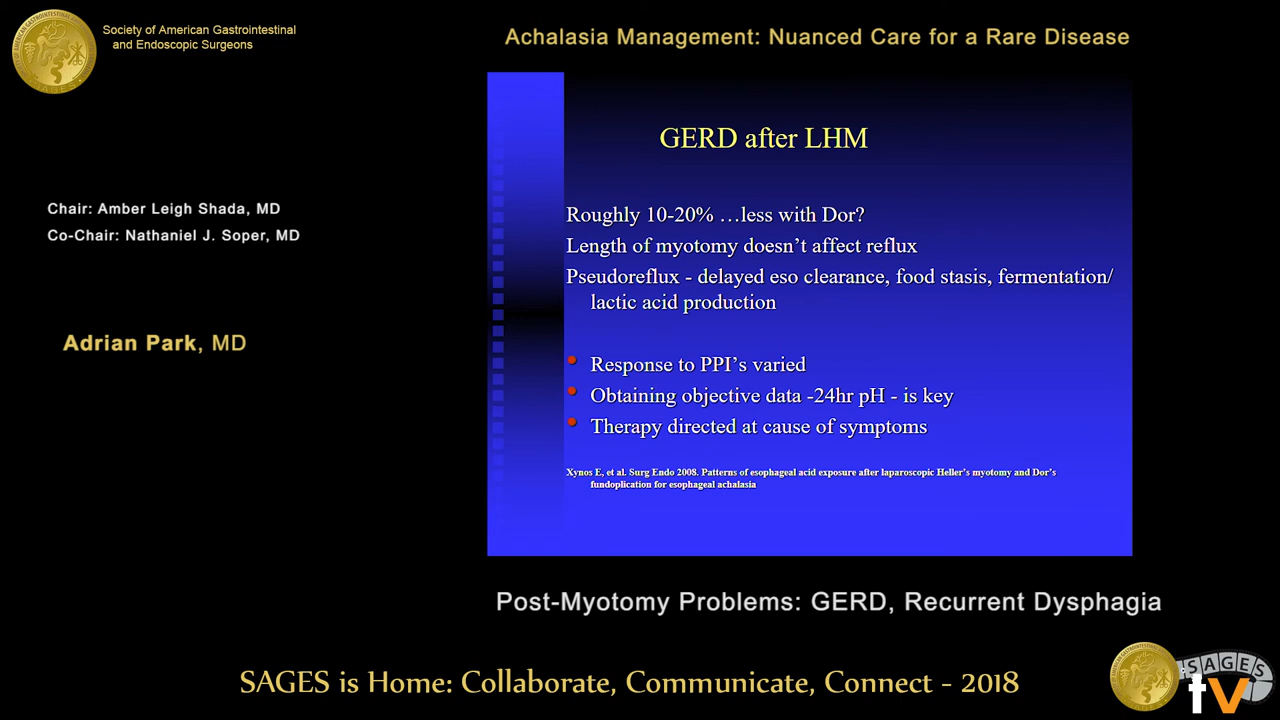 Society of American Gastrointestinal
and Endoscopic Surgeons
Achalasia Management: Nuanced Care for a Rare Disease
GERD after LHM
Chair: Amber Leigh Shada, MD
Co-Chair: Nathaniel J. Soper, MD
Adrian Park, MD
Roughly 10-20% …less with Dor?
Length of myotomy doesn’t affect reflux
Pseudoreflux - delayed eso clearance, food stasis, fermentation/
lactic acid production
• Response to PPI’s varied
• Obtaining objective data -24hr pH - is key
• Therapy directed at cause of symptoms
Xynos E, et al. Surg Endo 2008. Patterns of esophageal acid exposure after laparoscopic Heller’s myotomy and Dor’s
fundoplication for esophageal achalasia
Post-Myotomy Problems: GERD, Recurrent Dysphagia
SAGES is Home: Collaborate, Communicate, Connect - 2018
SAGES
tv